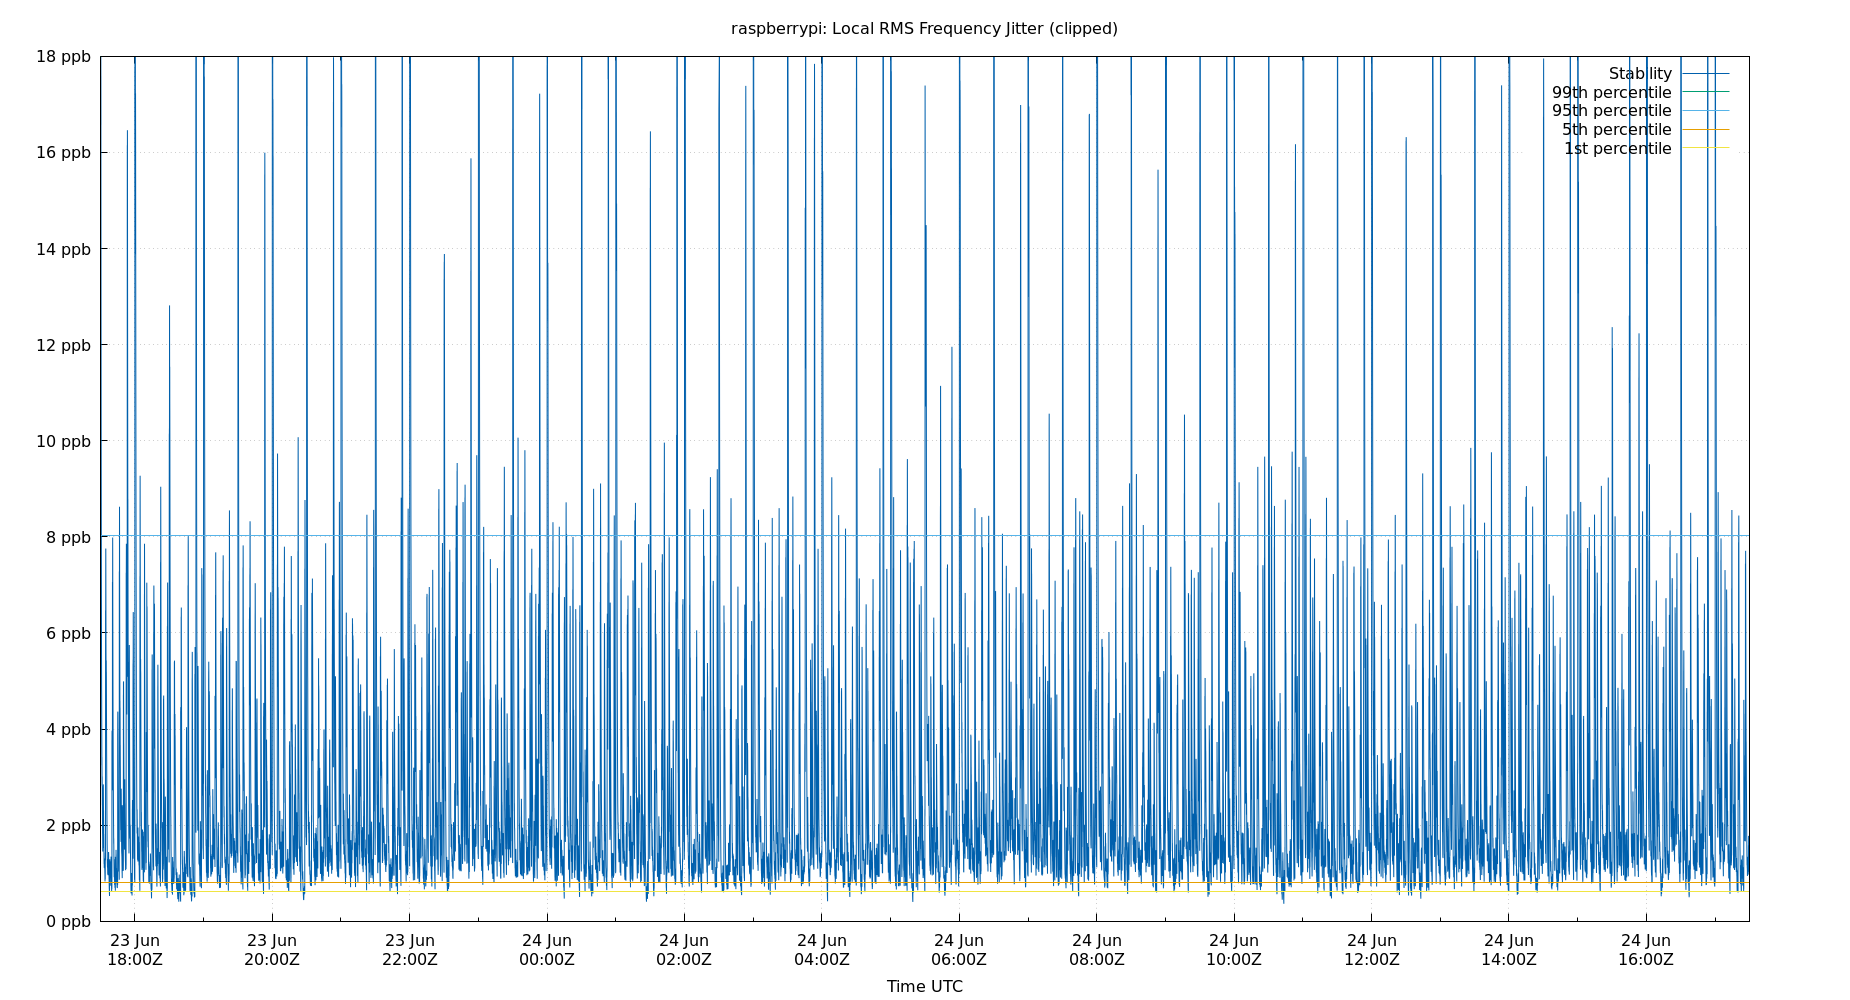 raspberrypi: Local RMS Frequency Jitter (clipped)
18 ppb
16 ppb
14 ppb
12 ppb
10 ppb
8 ppb
6 ppb
4 ppb
2 ppb
0 ppb
Stability
99th percentile
95th percentile
5th percentile
1st percentile
23 Jun 23 Jun 23 Jun 24 Jun 24 Jun 24 Jun 24 Jun 24 Jun 24 Jun 24 Jun 24 Jun 24 Jun
18:00Z 20:00Z 22:00Z 00:00Z 02:00Z 04:00Z 06:00Z 08:00Z 10:00Z 12:00Z 14:00Z 16:00Z
Time UTC